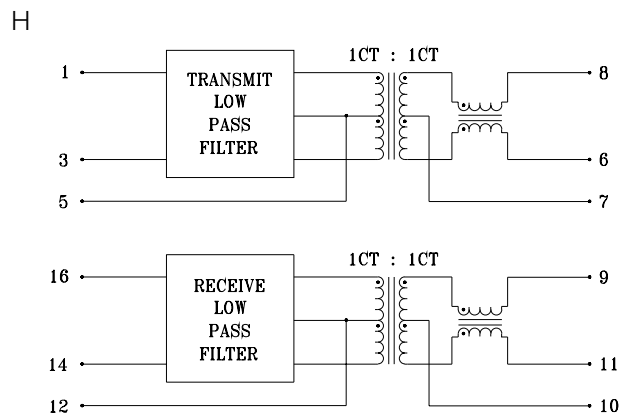 H
1CT : 1CT
1
8
TRANSMIT
LOW
PASS
FILTER
3
6
5
7
1CT : 1CT
16
9
RECEIVE
LOW
PASS
FILTER
14
11
12
10